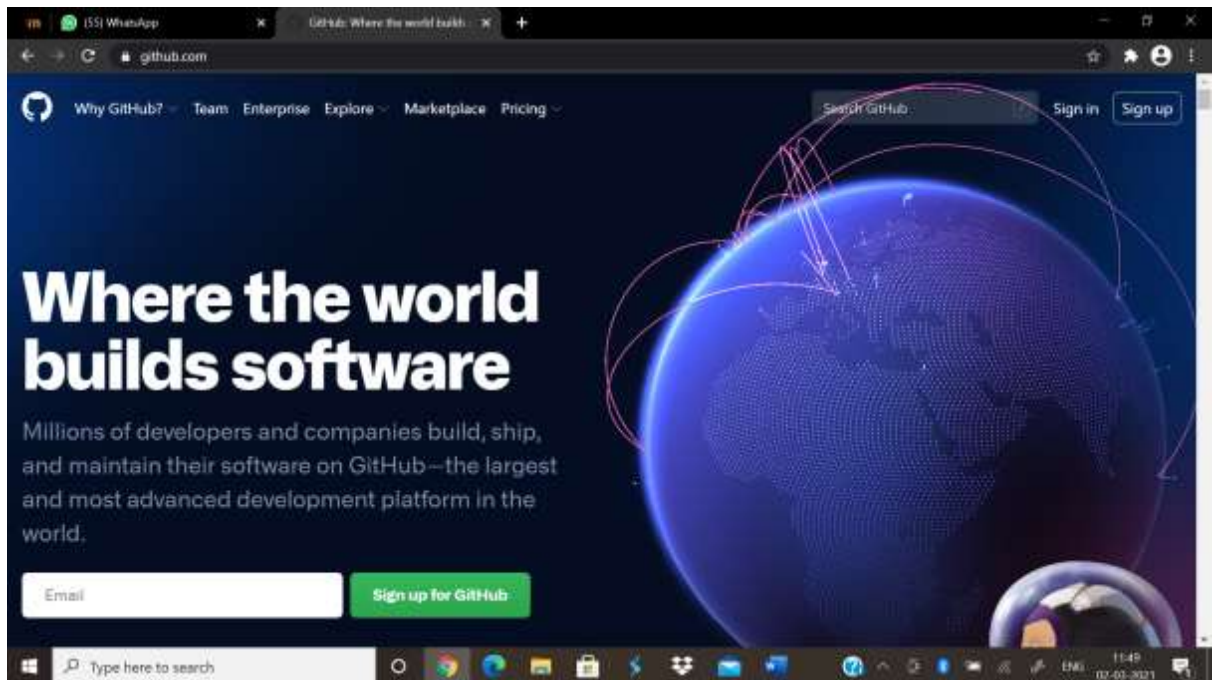 m (55) WhatsApp GitHub: Where the world builds
github.com
Why GitHub? Team Enterprise Explore Marketplace Pricing Search GitHub Sign in Sign up
Where the world
builds software
Millions of developers and companies build, ship,
and maintain their software on GitHub—the largest
and most advanced development platform in the
world.
Email Sign up for GitHub
Type here to search ENG 11:49
02-03-2021